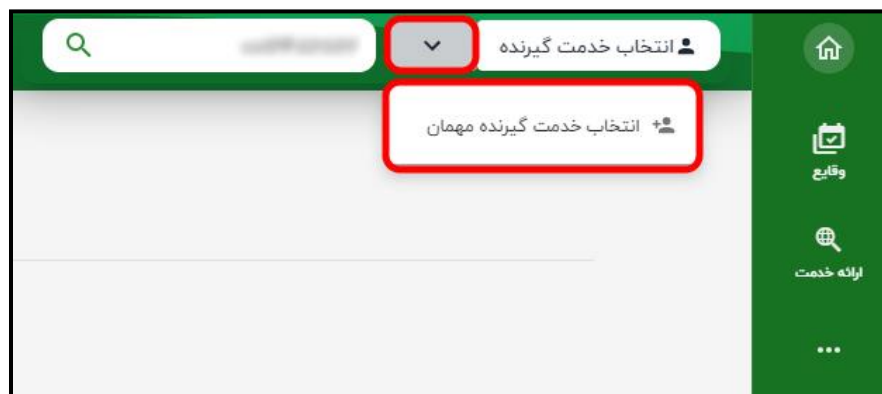 انتخاب خدمت گیرنده
انتخاب خدمت گیرنده مهمان
وقایع
ارائه خدمت